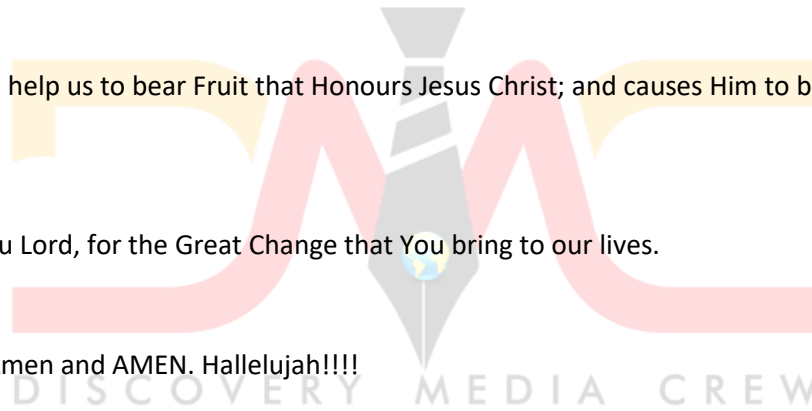 help us to bear Fruit that Honours Jesus Christ; and causes Him to b
u Lord, for the Great Change that You bring to our lives.
men and AMEN. Hallelujah!!!!
DISCOVERY MEDIA CREW